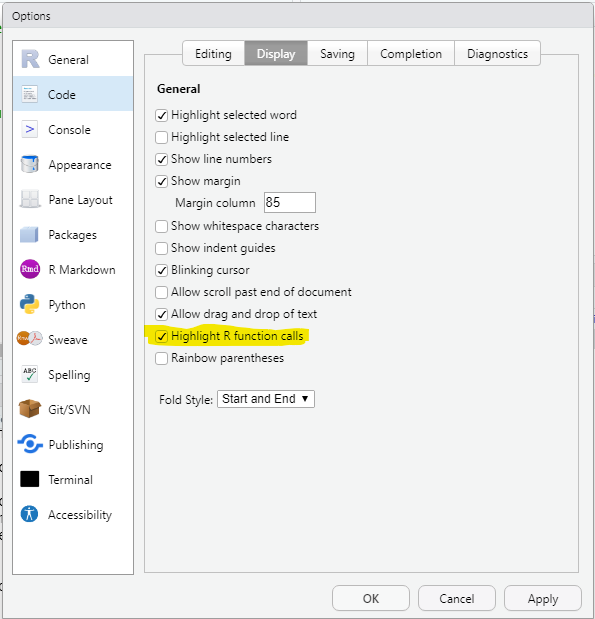 Options
General
Code
Console
Appearance
Pane Layout
Packages
Rmd R Markdown
Python
Rnw Sweave
ABC Spelling
Git/SVN
Publishing
Terminal
Accessibility
Editing Display Saving Completion Diagnostics
General
Highlight selected word
Highlight selected line
Show line numbers
Show margin
Margin column 85
Show whitespace characters
Show indent guides
Blinking cursor
Allow scroll past end of document
Allow drag and drop of text
Highlight R function calls
Rainbow parentheses
Fold Style: Start and End
OK Cancel Apply